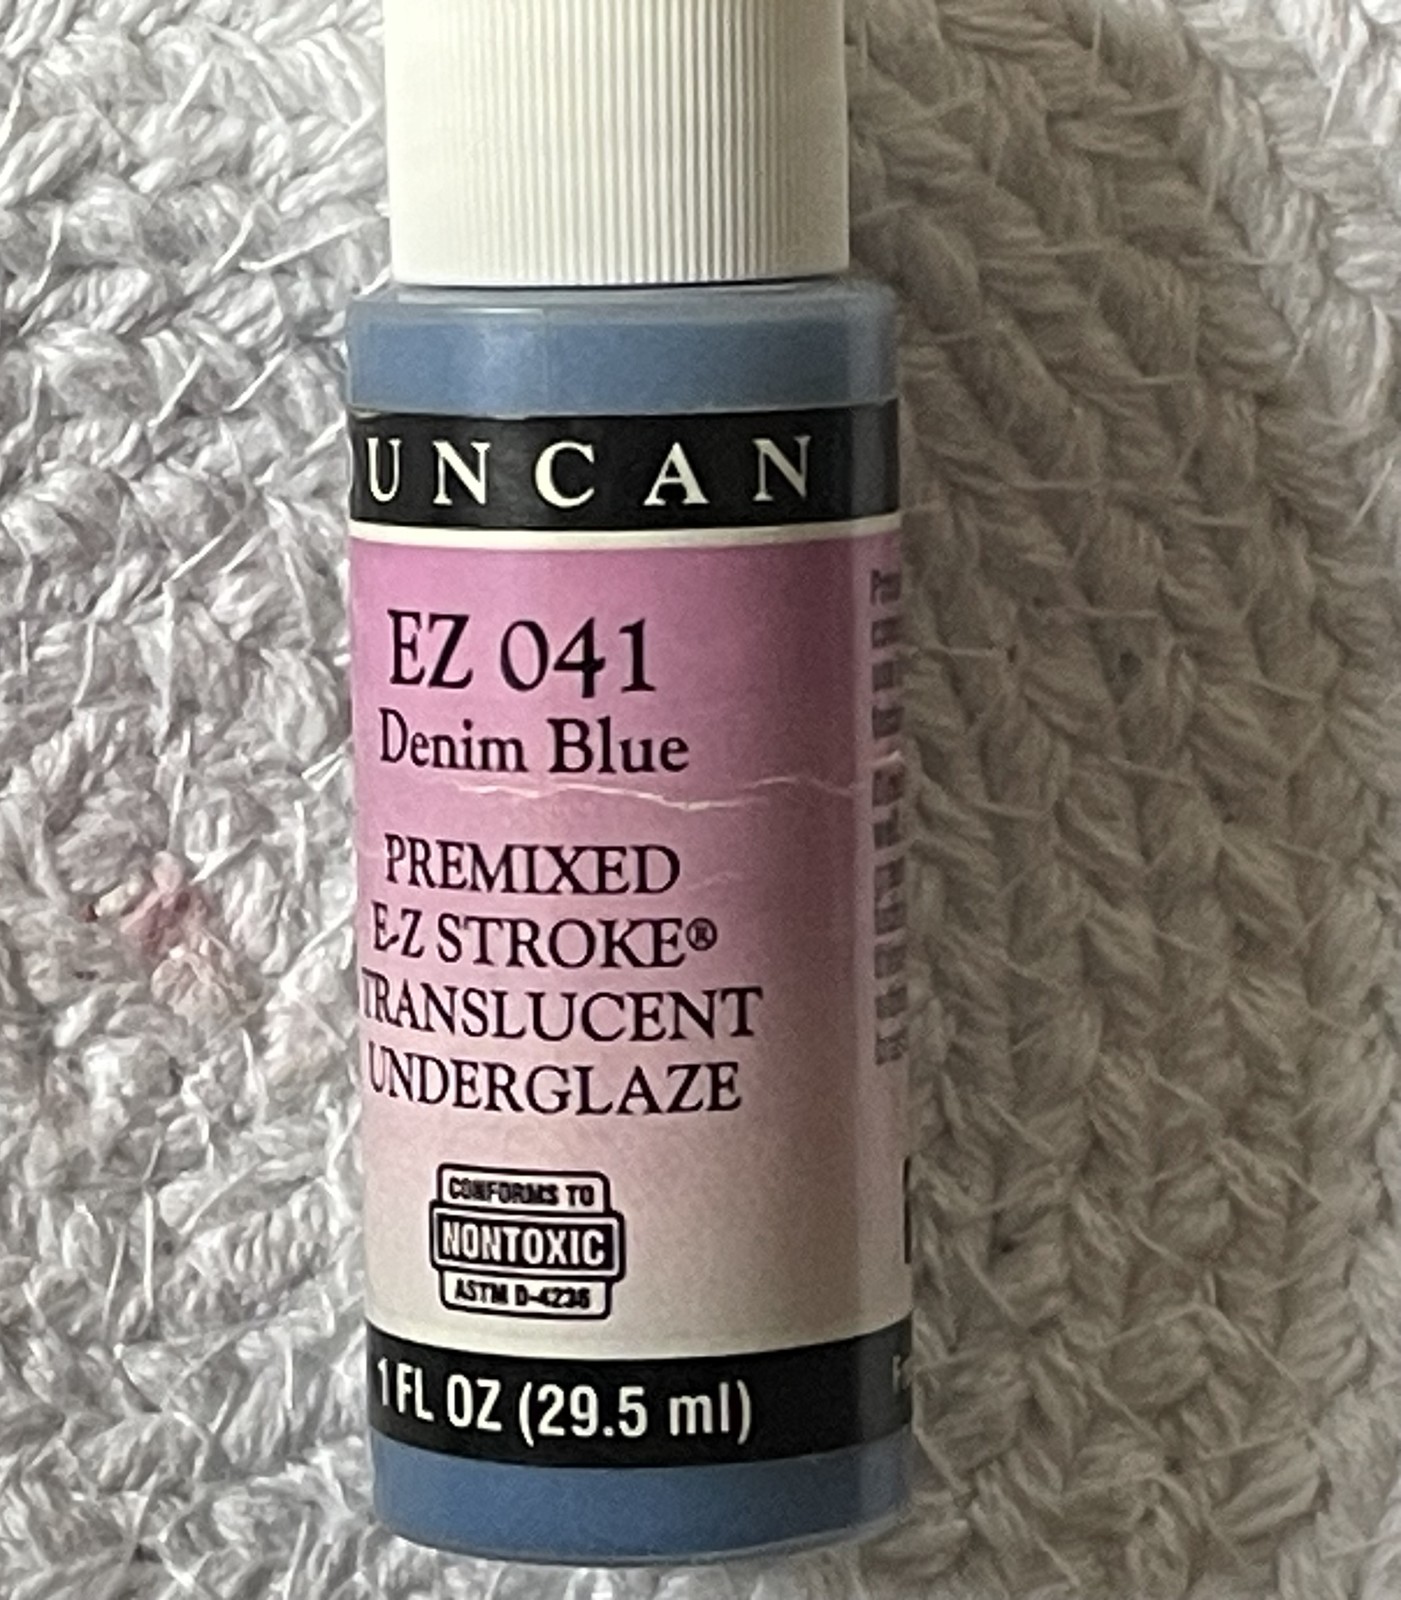 UNCAN
EZ 041
Denim Blue
PREMIXED
E-Z STROKE®
TRANSLUCENT
UNDERGLAZE
CONFORMS TO
NONTOXIC
ASTM D-4236
1 FL OZ (29.5 ml)